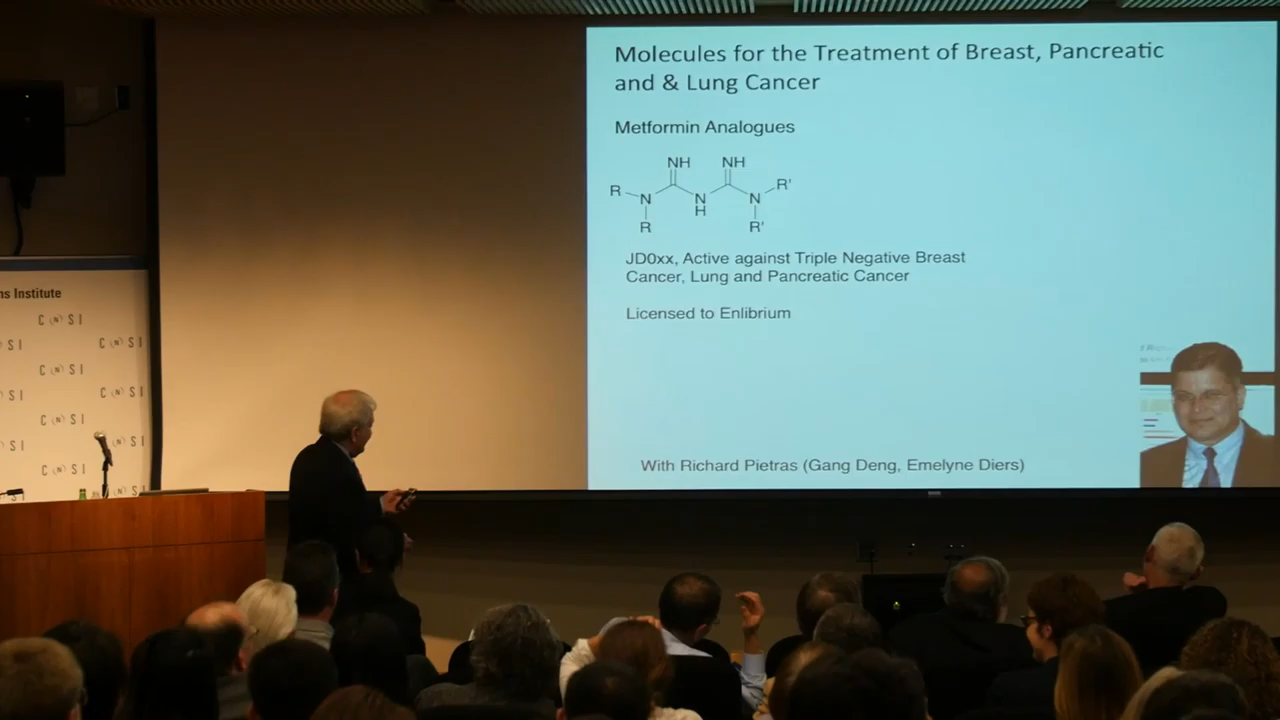 Molecules for the Treatment of Breast, Pancreatic
and & Lung Cancer
Metformin Analogues
NH NH
R N N H N R'
R R'
JD0xx, Active against Triple Negative Breast
Cancer, Lung and Pancreatic Cancer
Licensed to Enlibrium
With Richard Pietras (Gang Deng, Emelyne Diers)
ns Institute
C N S I
S I C N S I
C N S I
S I C N S I
C N S I
S I N S I
C N S I
S I N S I